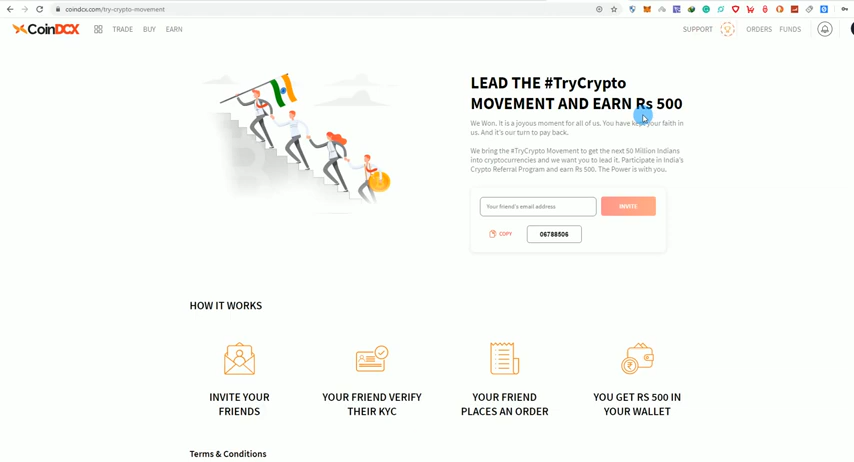 coindcx.com/try-crypto-movement
CoinDCX
TRADE
BUY
EARN
SUPPORT
ORDERS
FUNDS
LEAD THE #TryCrypto
MOVEMENT AND EARN Rs 500
We Won. It is a joyous moment for all of us. You have kept your faith in
us. And it's our turn to pay back.
We bring the #TryCrypto Movement to get the next 50 Million Indians
into cryptocurrencies and we want you to lead it. Participate in India's
Crypto Referral Program and earn Rs 500. The Power is with you.
Your friend's email address
INVITE
COPY
06788506
HOW IT WORKS
INVITE YOUR
FRIENDS
YOUR FRIEND VERIFY
THEIR KYC
YOUR FRIEND
PLACES AN ORDER
YOU GET RS 500 IN
YOUR WALLET
Terms & Conditions